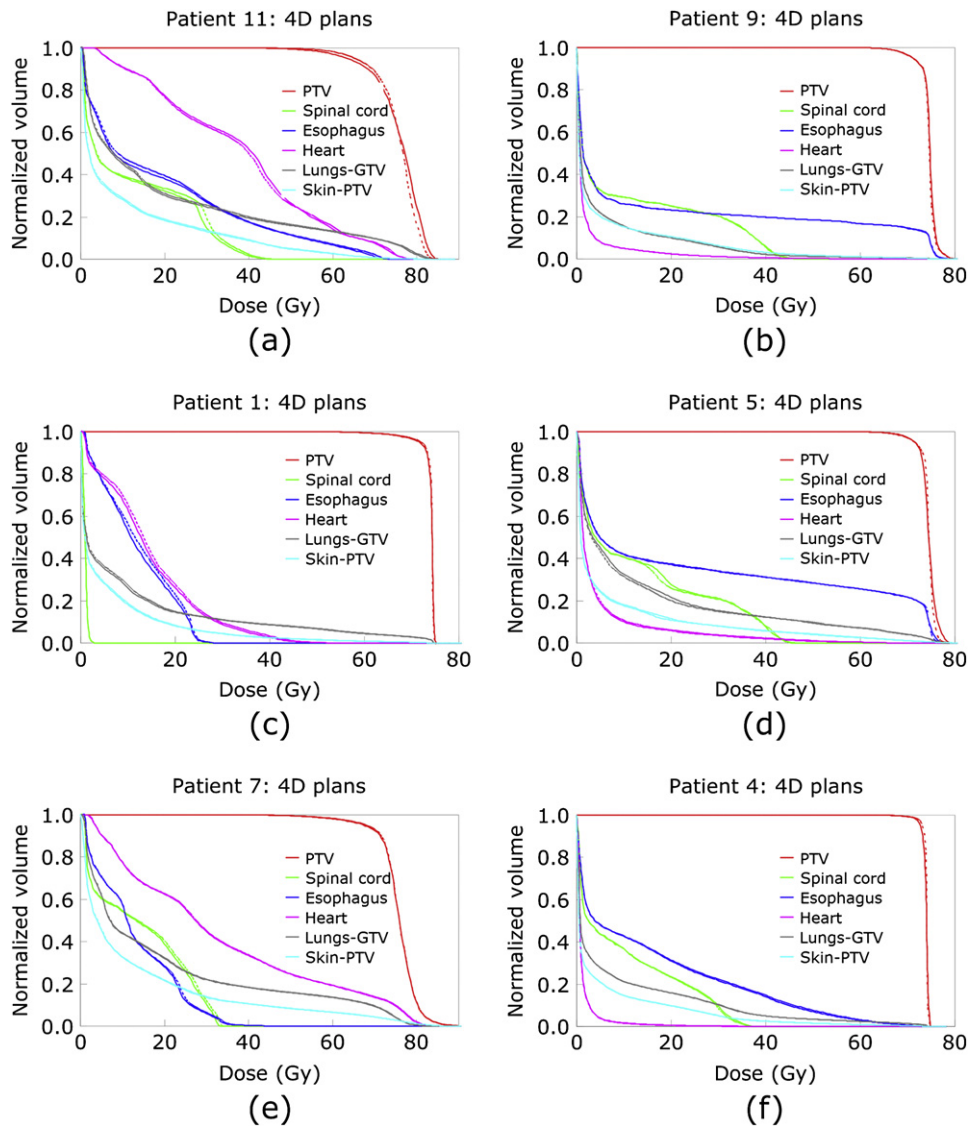 Patient 11: 4D plans
Normalized volume
1.0
0.8
0.6
0.4
0.2
0.0
PTV
Spinal cord
Esophagus
Heart
Lungs-GTV
Skin-PTV
0 20 40 60 80
Dose (Gy)
(a)
Patient 9: 4D plans
Normalized volume
1.0
0.8
0.6
0.4
0.2
0.0
PTV
Spinal cord
Esophagus
Heart
Lungs-GTV
Skin-PTV
0 20 40 60 80
Dose (Gy)
(b)
Patient 1: 4D plans
Normalized volume
1.0
0.8
0.6
0.4
0.2
0.0
PTV
Spinal cord
Esophagus
Heart
Lungs-GTV
Skin-PTV
0 20 40 60 80
Dose (Gy)
(c)
Patient 5: 4D plans
Normalized volume
1.0
0.8
0.6
0.4
0.2
0.0
PTV
Spinal cord
Esophagus
Heart
Lungs-GTV
Skin-PTV
0 20 40 60 80
Dose (Gy)
(d)
Patient 7: 4D plans
Normalized volume
1.0
0.8
0.6
0.4
0.2
0.0
PTV
Spinal cord
Esophagus
Heart
Lungs-GTV
Skin-PTV
0 20 40 60 80
Dose (Gy)
(e)
Patient 4: 4D plans
Normalized volume
1.0
0.8
0.6
0.4
0.2
0.0
PTV
Spinal cord
Esophagus
Heart
Lungs-GTV
Skin-PTV
0 20 40 60 80
Dose (Gy)
(f)